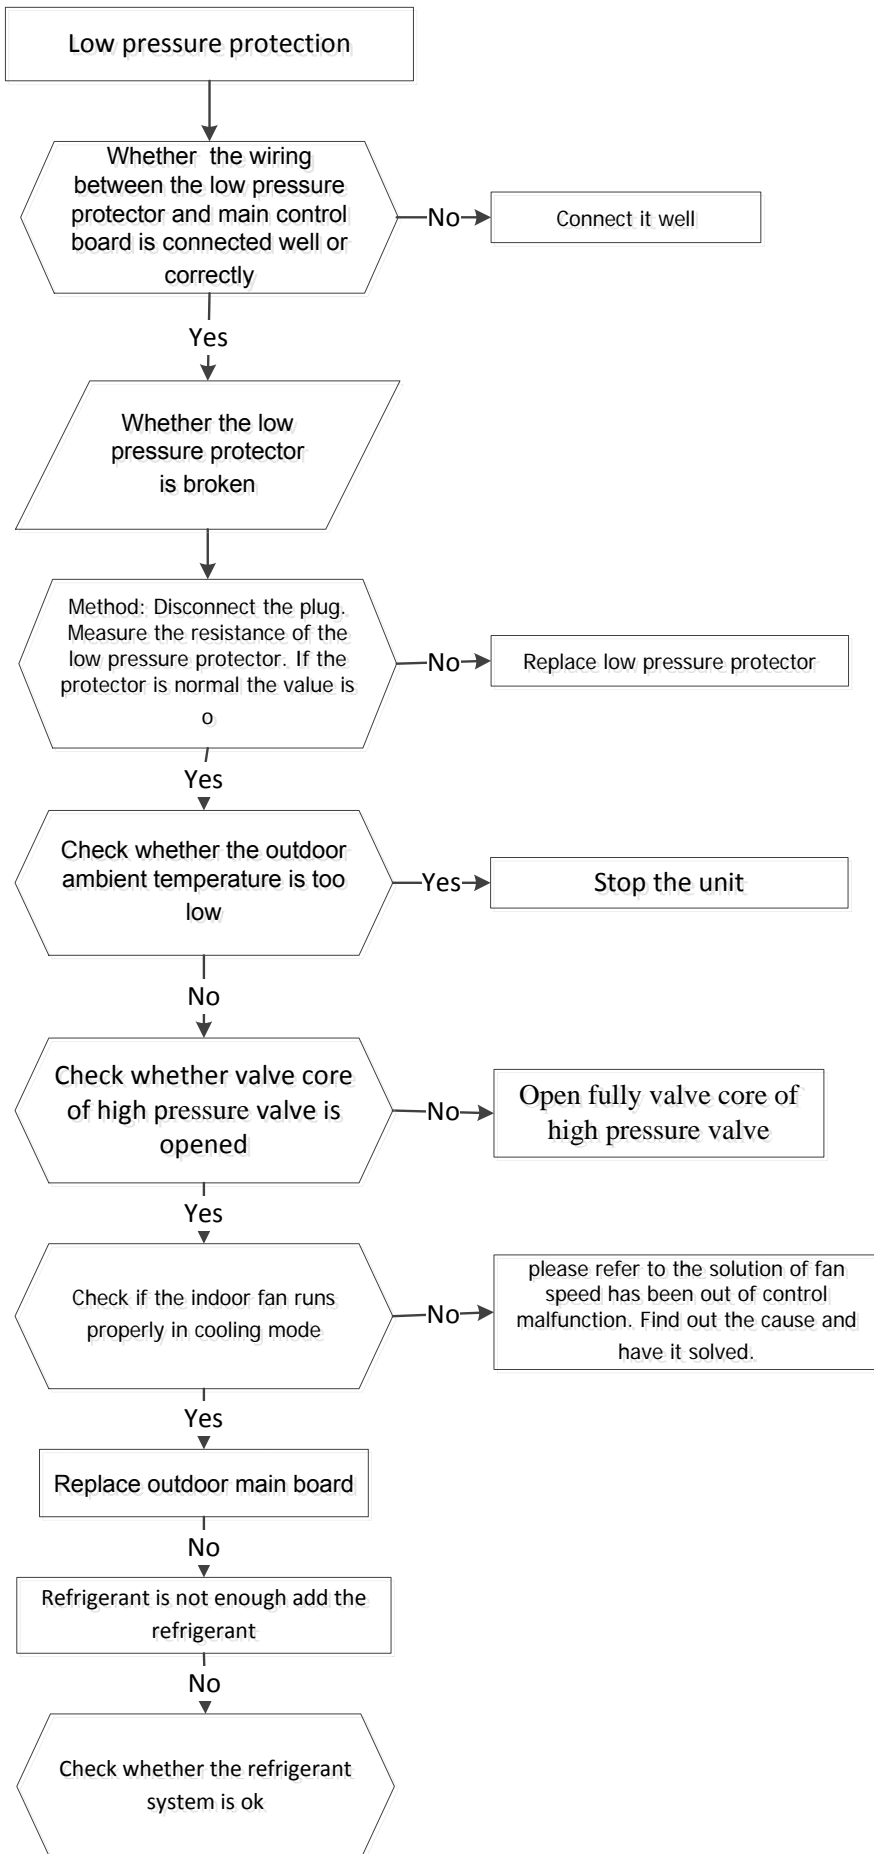 Low pressure protection
Whether the wiring
between the low pressure
protector and main control
board is connected well or
correctly
No
Connect it well
Yes
Whether the low
pressure protector
is broken
Method: Disconnect the plug.
Measure the resistance of the
low pressure protector. If the
protector is normal the value is
o
No
Replace low pressure protector
Yes
Check whether the outdoor
ambient temperature is too
low
Yes
Stop the unit
No
Check whether valve core
of high pressure valve is
opened
No
Open fully valve core of
high pressure valve
Yes
Check if the indoor fan runs
properly in cooling mode
No
please refer to the solution of fan
speed has been out of control
malfunction. Find out the cause and
have it solved.
Yes
Replace outdoor main board
No
Refrigerant is not enough add the
refrigerant
No
Check whether the refrigerant
system is ok